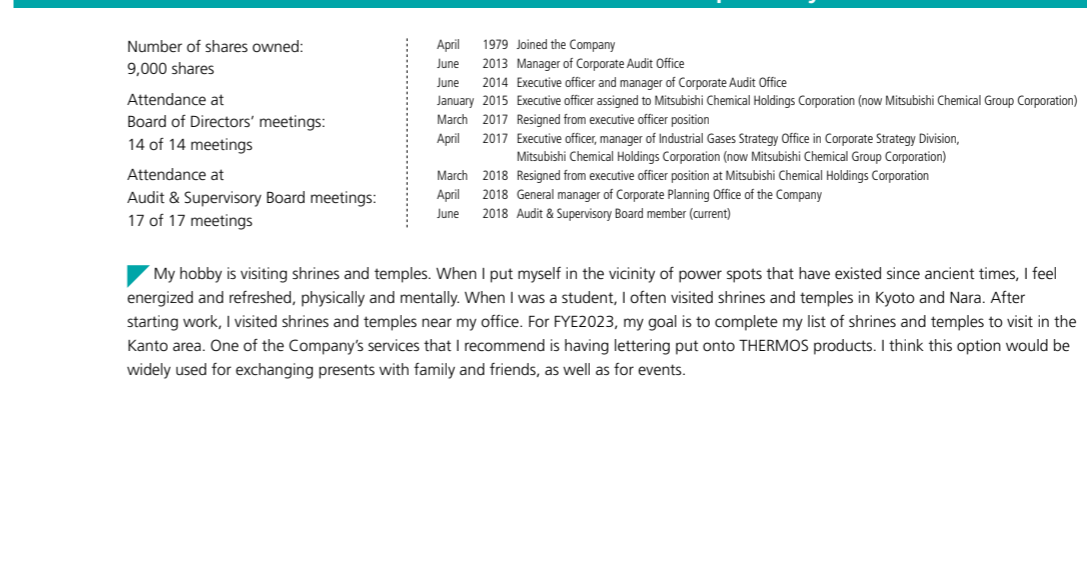 Number of shares owned:
9,000 shares
Attendance at
Board of Directors’ meetings:
14 of 14 meetings
Attendance at
Audit & Supervisory Board meetings:
17 of 17 meetings
April 1979 Joined the Company
June 2013 Manager of Corporate Audit Office
June 2014 Executive officer and manager of Corporate Audit Office
January 2015 Executive officer assigned to Mitsubishi Chemical Holdings Corporation (now Mitsubishi Chemical Group Corporation)
March 2017 Resigned from executive officer position
April 2017 Executive officer, manager of Industrial Gases Strategy Office in Corporate Strategy Division,
Mitsubishi Chemical Holdings Corporation (now Mitsubishi Chemical Group Corporation)
March 2018 Resigned from executive officer position at Mitsubishi Chemical Holdings Corporation
April 2018 General manager of Corporate Planning Office of the Company
June 2018 Audit & Supervisory Board member (current)
My hobby is visiting shrines and temples. When I put myself in the vicinity of power spots that have existed since ancient times, I feel
energized and refreshed, physically and mentally. When I was a student, I often visited shrines and temples in Kyoto and Nara. After
starting work, I visited shrines and temples near my office. For FYE2023, my goal is to complete my list of shrines and temples to visit in the
Kanto area. One of the Company’s services that I recommend is having lettering put onto THERMOS products. I think this option would be
widely used for exchanging presents with family and friends, as well as for events.